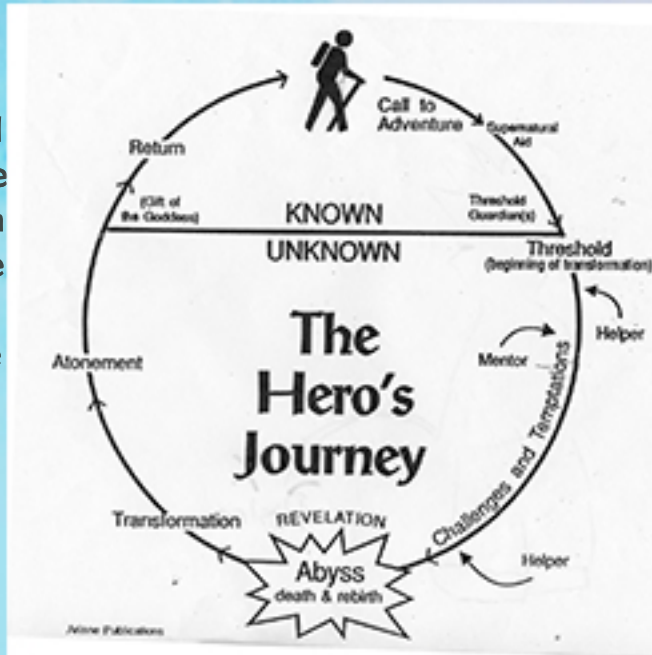 Call to
Adventure
Supernatural
Aid
Return
(Gift of
the Goddess)
KNOWN
Threshold
Guardian(s)
UNKNOWN
Threshold
(beginning of transformation)
The
Hero's
Journey
Helper
Mentor
Atonement
Challenges and Temptations
Transformation
REVELATION
Abyss
death & rebirth
Helper
Publications